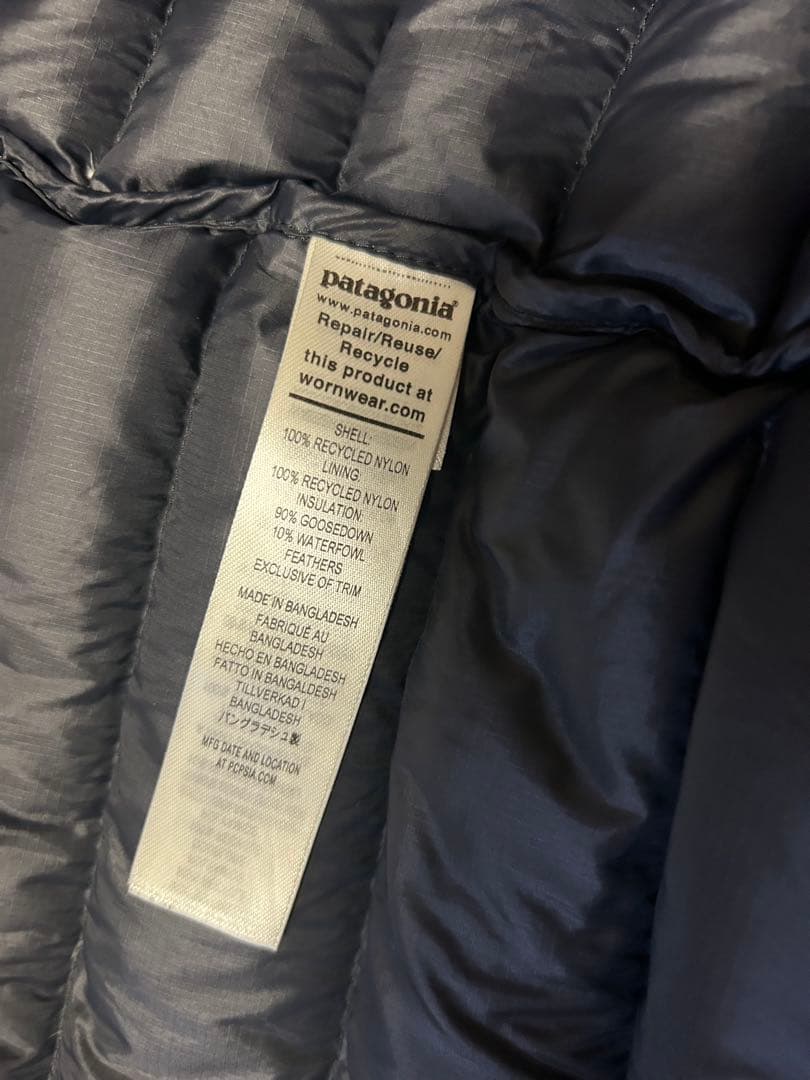 patagonia®
www.patagonia.com
Repair/Reuse/
Recycle
this product at
wornwear.com
SHELL:
100% RECYCLED NYLON
LINING:
100% RECYCLED NYLON
INSULATION:
90% GOOSEDOWN
10% WATERFOWL
FEATHERS
EXCLUSIVE OF TRIM
MADE IN BANGLADESH
FABRIQUÉ AU
BANGLADESH
HECHO EN BANGLADESH
FATTO IN BANGALDESH
TILLVERKAD I
BANGLADESH
バングラデシュ製
MFG DATE AND LOCATION
AT PCPSIA.COM